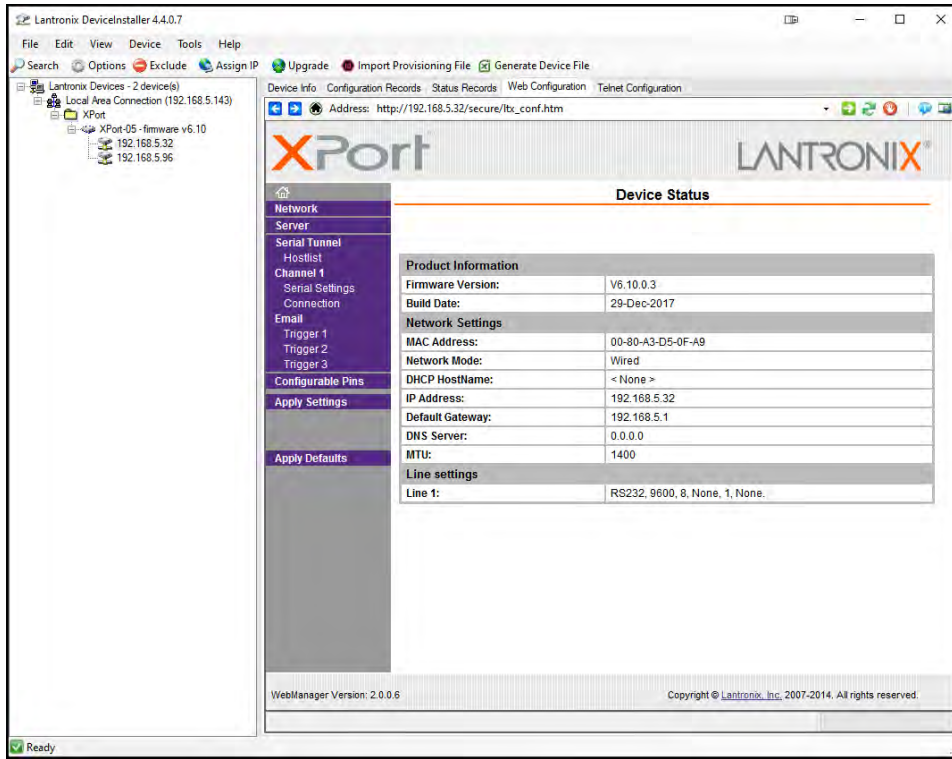 Lantronix DeviceInstaller 4.4.0.7
File Edit View Device Tools Help
Search Options Exclude Assign IP Upgrade Import Provisioning File Generate Device File
Lantronix Devices - 2 device(s)
Local Area Connection (192.168.5.143)
XPort
XPort-05 - firmware v6.10
192.168.5.32
192.168.5.96
Device Info Configuration Records Status Records Web Configuration Telnet Configuration
Address: http://192.168.5.32/secure/ltx_conf.htm
XPort LANTRONIX®
Network
Server
Serial Tunnel
Hostlist
Channel 1
Serial Settings
Connection
Email
Trigger 1
Trigger 2
Trigger 3
Configurable Pins
Apply Settings
Apply Defaults
Device Status
Product Information
Firmware Version: V6.10.0.3
Build Date: 29-Dec-2017
Network Settings
MAC Address: 00-80-A3-D5-0F-A9
Network Mode: Wired
DHCP HostName: < None >
IP Address: 192.168.5.32
Default Gateway: 192.168.5.1
DNS Server: 0.0.0.0
MTU: 1400
Line settings
Line 1: RS232, 9600, 8, None, 1, None.
WebManager Version: 2.0.0.6 Copyright © Lantronix, Inc. 2007-2014. All rights reserved.
Ready